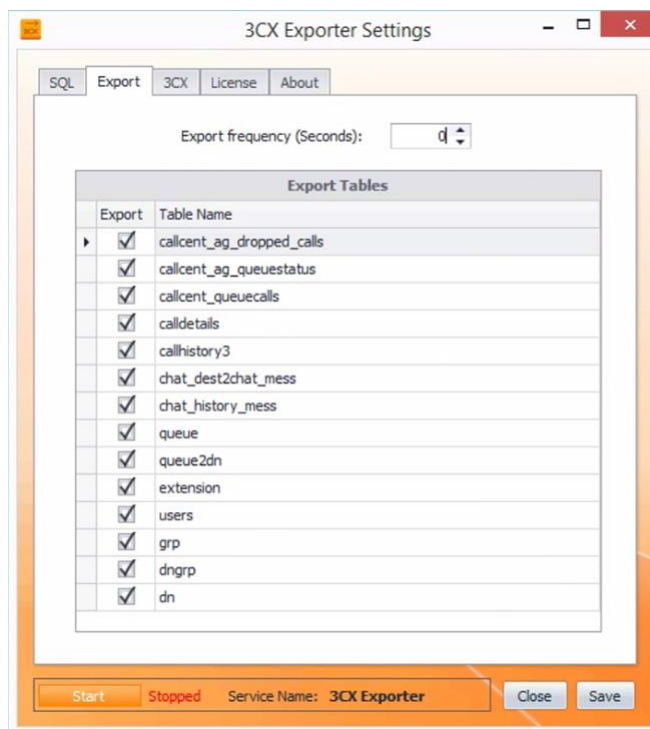 3CX Exporter Settings
SQL Export 3CX License About
Export frequency (Seconds): 0
Export Tables
Export Table Name
callcent_ag_dropped_calls
callcent_ag_queuestatus
callcent_queuecalls
calldetails
callhistory3
chat_dest2chat_mess
chat_history_mess
queue
queue2dn
extension
users
grp
dngrp
dn
Start Stopped Service Name: 3CX Exporter Close Save